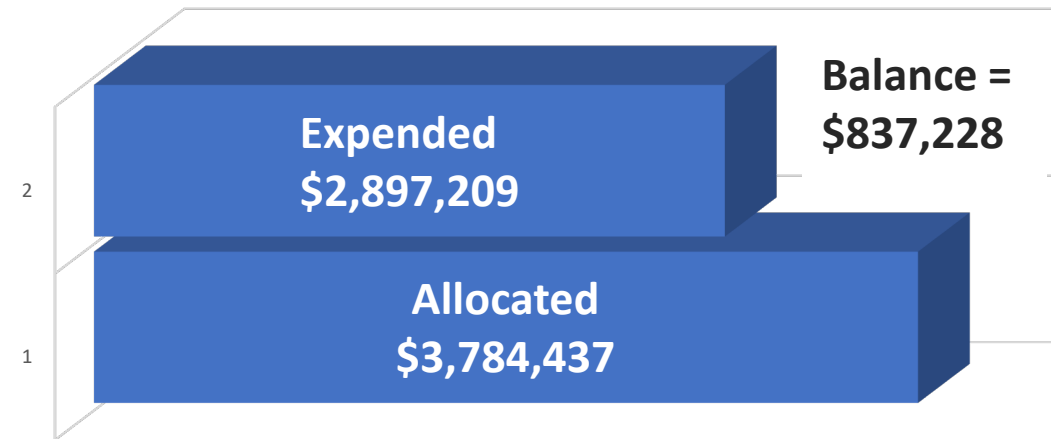 Balance =
$837,228
2
Expended
$2,897,209
1
Allocated
$3,784,437